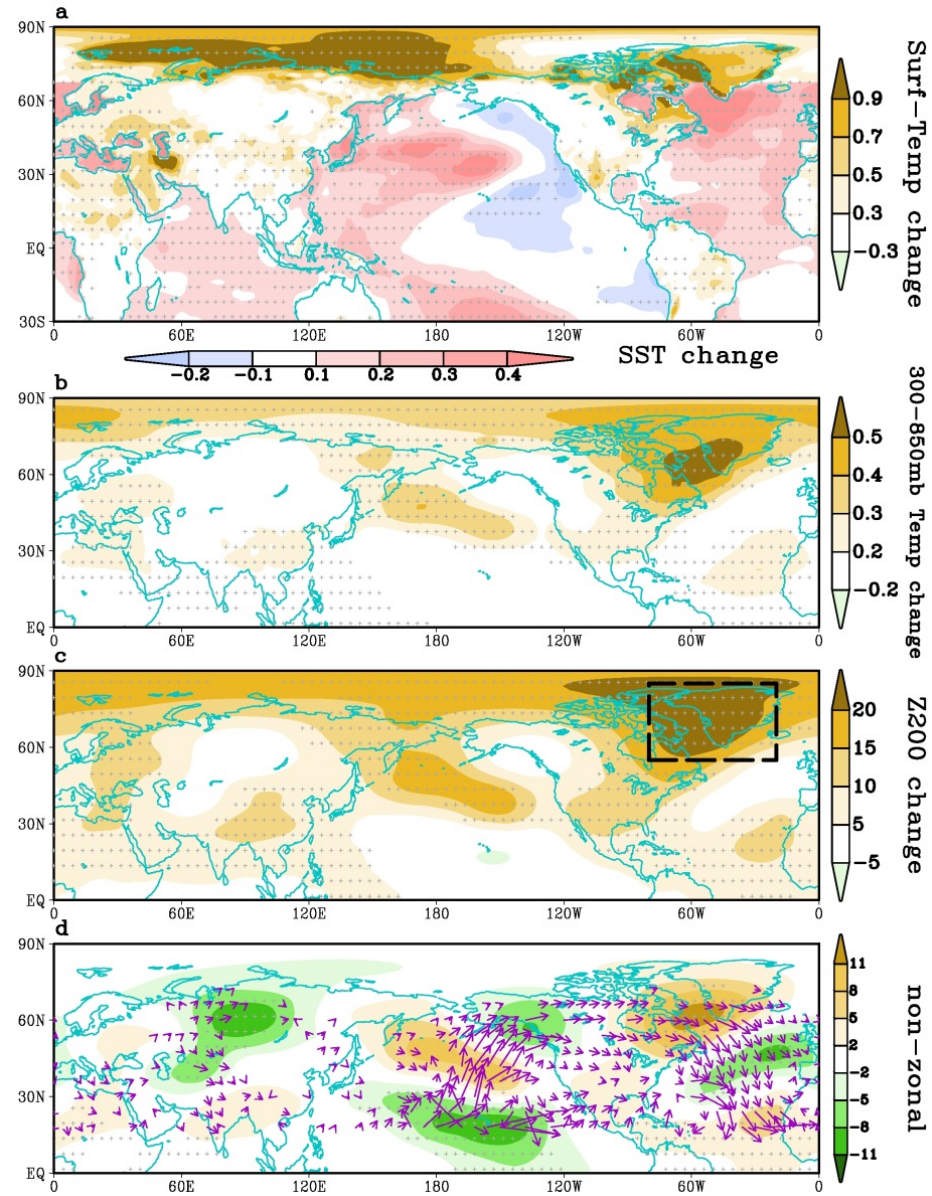 a
90N
60N
30N
EQ
30S
0 60E 120E 180 120W 60W 0
0.9
0.7
0.5
0.3
-0.3
Surf-Temp change
-0.2 -0.1 0.1 0.2 0.3 0.4
SST change
b
90N
60N
30N
EQ
0 60E 120E 180 120W 60W 0
0.5
0.4
0.3
0.2
-0.2
300-850mb Temp change
c
90N
60N
30N
EQ
0 60E 120E 180 120W 60W 0
20
15
10
5
-5
Z200 change
d
90N
60N
30N
EQ
0 60E 120E 180 120W 60W 0
11
8
5
2
-2
-5
-8
-11
non-zonal